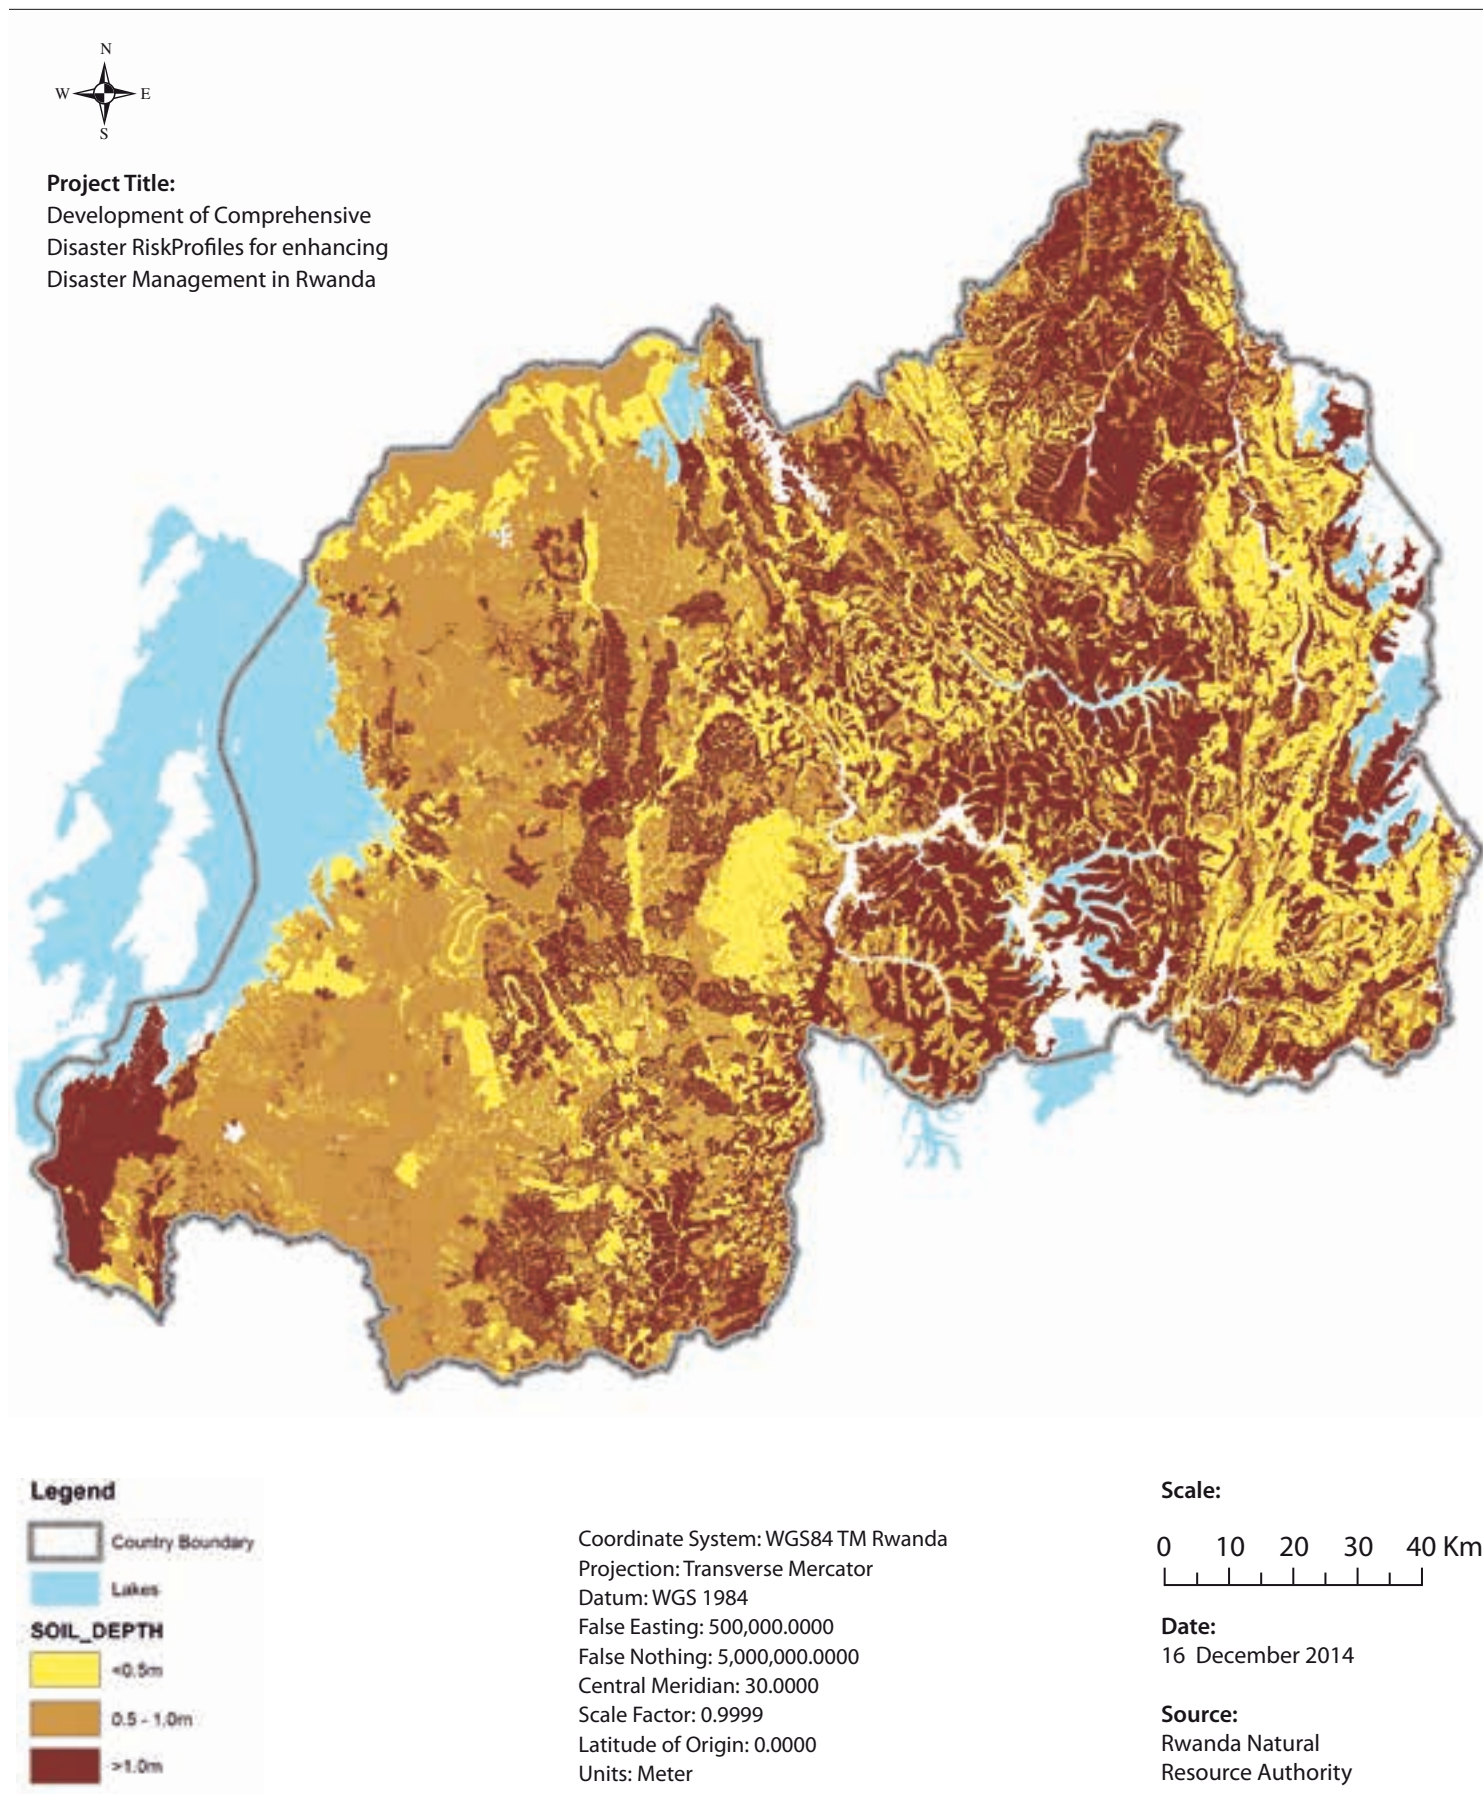 N
W E
S
Project Title:
Development of Comprehensive
Disaster RiskProfiles for enhancing
Disaster Management in Rwanda
Legend
Country Boundary
Lakes
SOIL_DEPTH
<0.5m
0.5 - 1.0m
>1.0m
Coordinate System: WGS84 TM Rwanda
Projection: Transverse Mercator
Datum: WGS 1984
False Easting: 500,000.0000
False Nothing: 5,000,000.0000
Central Meridian: 30.0000
Scale Factor: 0.9999
Latitude of Origin: 0.0000
Units: Meter
Scale:
0 10 20 30 40 Km
Date:
16 December 2014
Source:
Rwanda Natural
Resource Authority